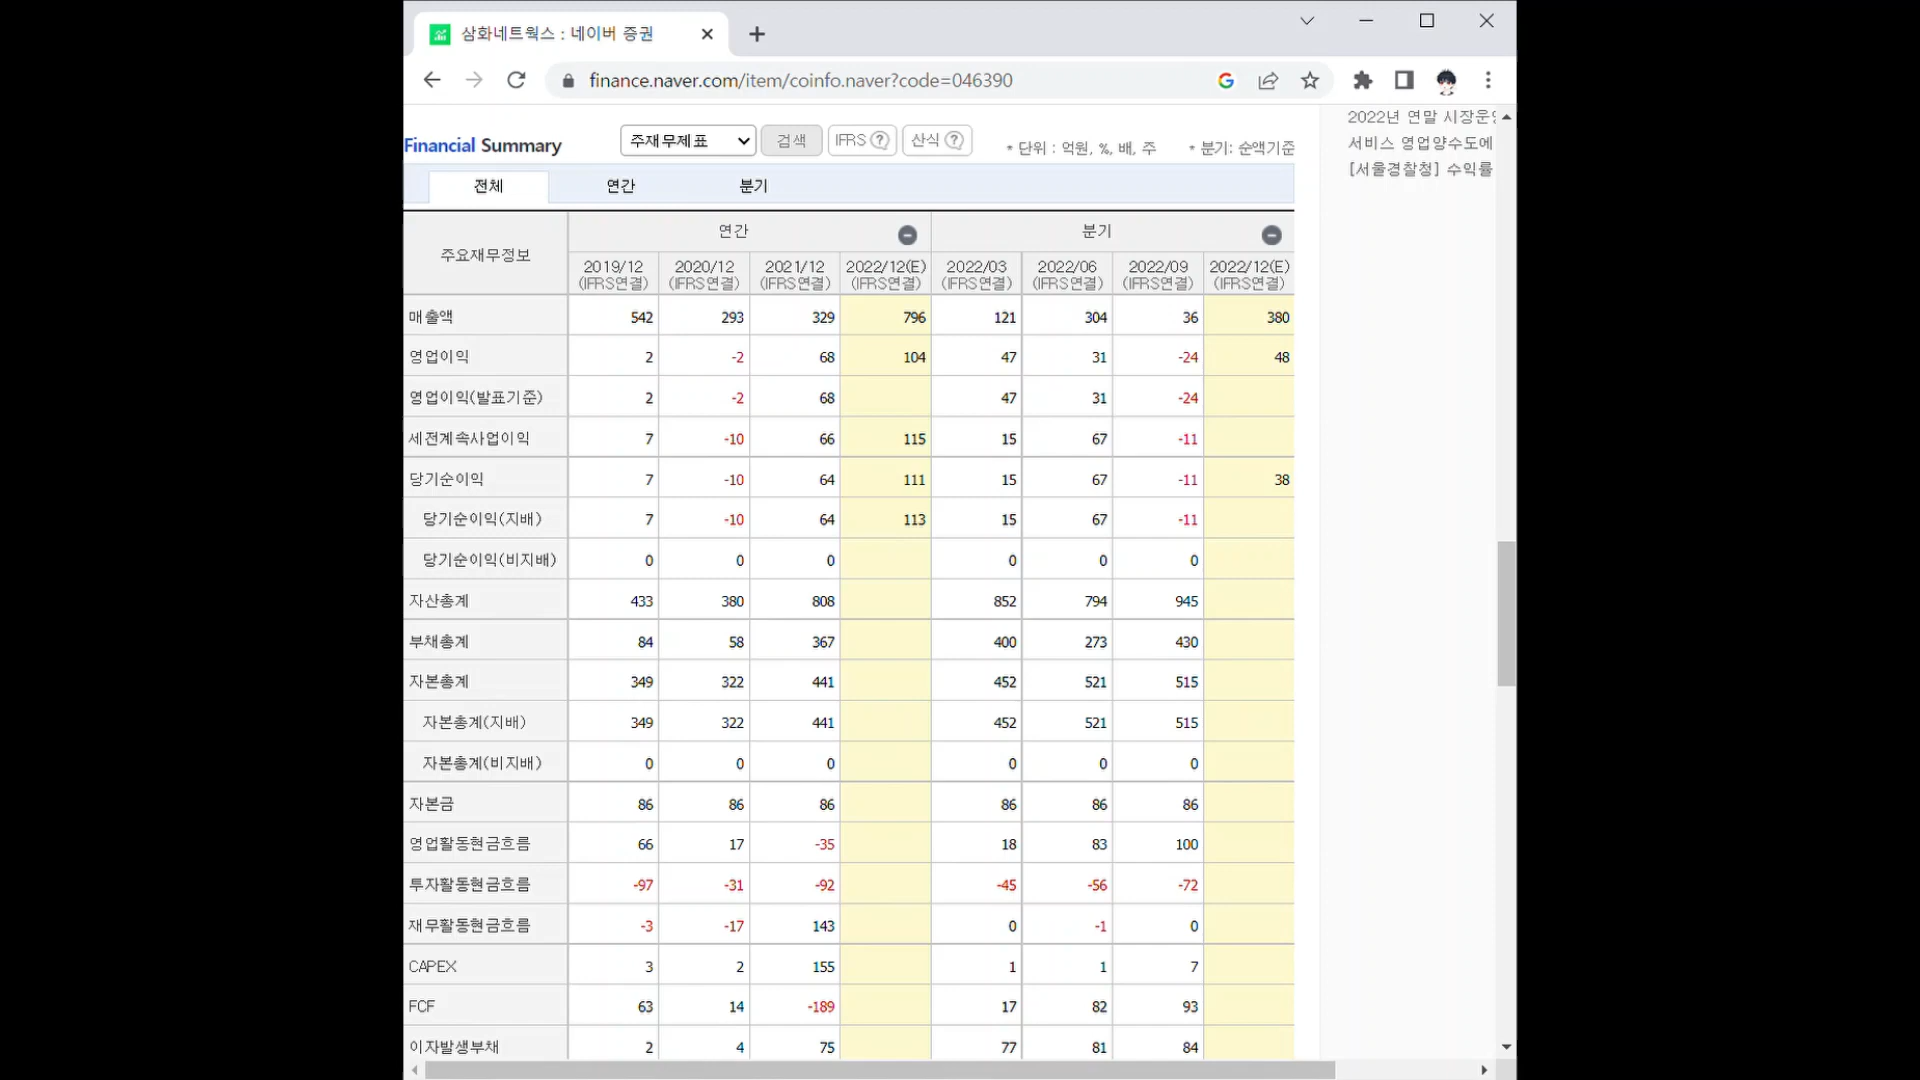 삼화네트웍스 : 네이버 증권
finance.naver.com/item/coinfo.naver?code=046390
2022년 연말 시장운영
서비스 영업양수도에
[서울경찰청] 수익률
Financial Summary 주재무제표 검색 IFRS ? 산식 ? * 단위 : 억원, %, 배, 주 * 분기: 순액기준
전체 연간 분기
주요재무정보 연간 분기
2019/12 2020/12 2021/12 2022/12(E) 2022/03 2022/06 2022/09 2022/12(E)
(IFRS연결) (IFRS연결) (IFRS연결) (IFRS연결) (IFRS연결) (IFRS연결) (IFRS연결) (IFRS연결)
매출액 542 293 329 796 121 304 36 380
영업이익 2 -2 68 104 47 31 -24 48
영업이익(발표기준) 2 -2 68 47 31 -24
세전계속사업이익 7 -10 66 115 15 67 -11
당기순이익 7 -10 64 111 15 67 -11 38
당기순이익(지배) 7 -10 64 113 15 67 -11
당기순이익(비지배) 0 0 0 0 0 0
자산총계 433 380 808 852 794 945
부채총계 84 58 367 400 273 430
자본총계 349 322 441 452 521 515
자본총계(지배) 349 322 441 452 521 515
자본총계(비지배) 0 0 0 0 0 0
자본금 86 86 86 86 86 86
영업활동현금흐름 66 17 -35 18 83 100
투자활동현금흐름 -97 -31 -92 -45 -56 -72
재무활동현금흐름 -3 -17 143 0 -1 0
CAPEX 3 2 155 1 1 7
FCF 63 14 -189 17 82 93
이자발생부채 2 4 75 77 81 84